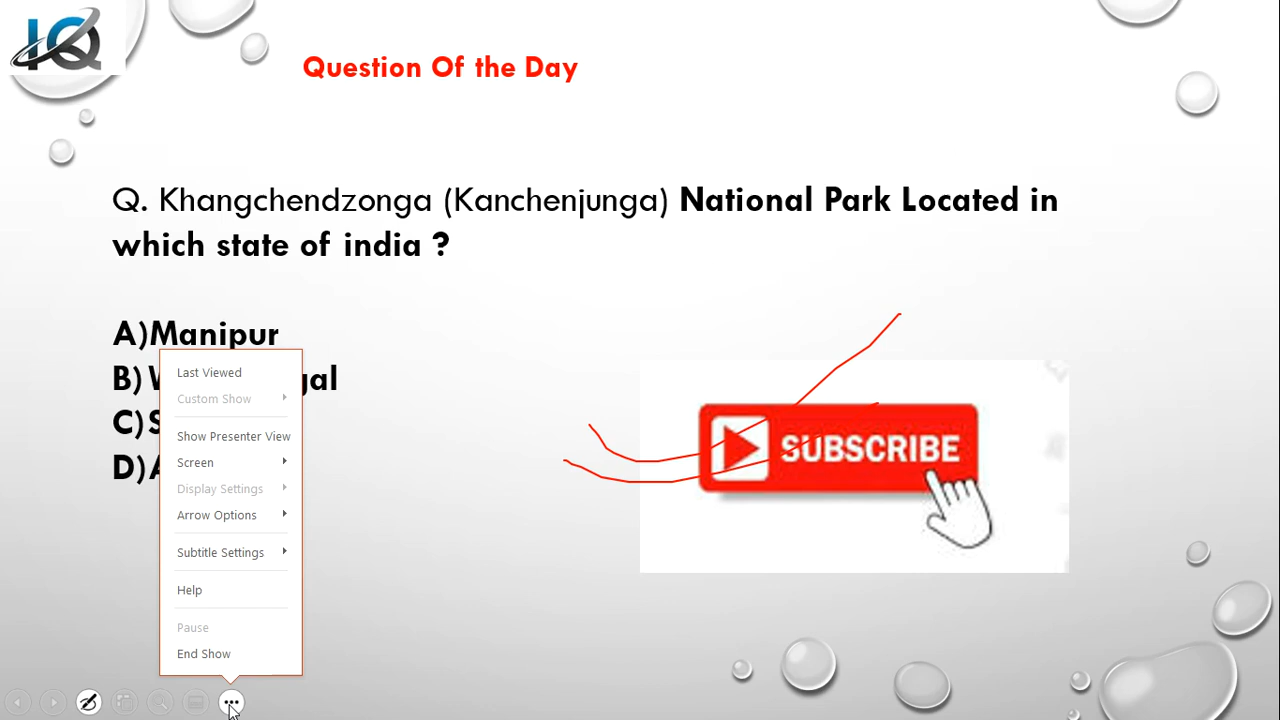 IQ
Question Of the Day
Q. Khangchendzonga (Kanchenjunga) National Park Located in
which state of india ?
A)Manipur
B)
C)
D)
Last Viewed
Custom Show
Show Presenter View
Screen
Display Settings
Arrow Options
Subtitle Settings
Help
Pause
End Show
SUBSCRIBE